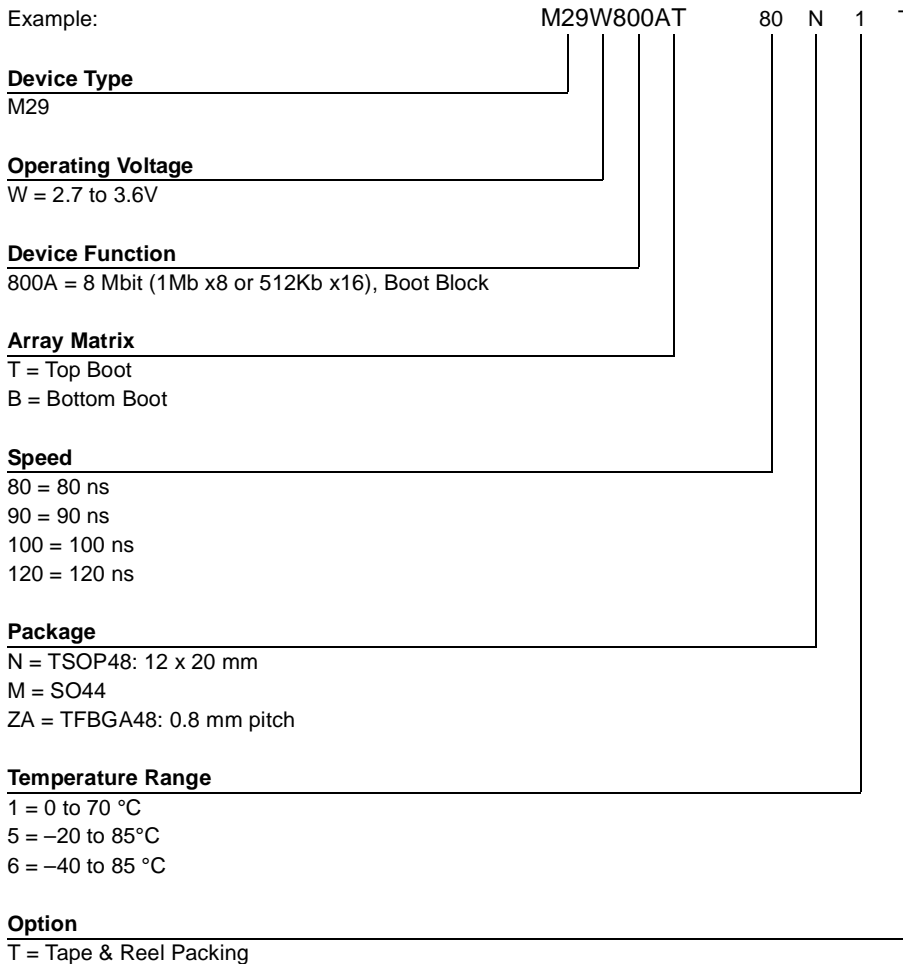 Example: M29W800AT 80 N 1 T
Device Type
M29
Operating Voltage
W = 2.7 to 3.6V
Device Function
800A = 8 Mbit (1Mb x8 or 512Kb x16), Boot Block
Array Matrix
T = Top Boot
B = Bottom Boot
Speed
80 = 80 ns
90 = 90 ns
100 = 100 ns
120 = 120 ns
Package
N = TSOP48: 12 x 20 mm
M = SO44
ZA = TFBGA48: 0.8 mm pitch
Temperature Range
1 = 0 to 70 °C
5 = –20 to 85°C
6 = –40 to 85 °C
Option
T = Tape & Reel Packing